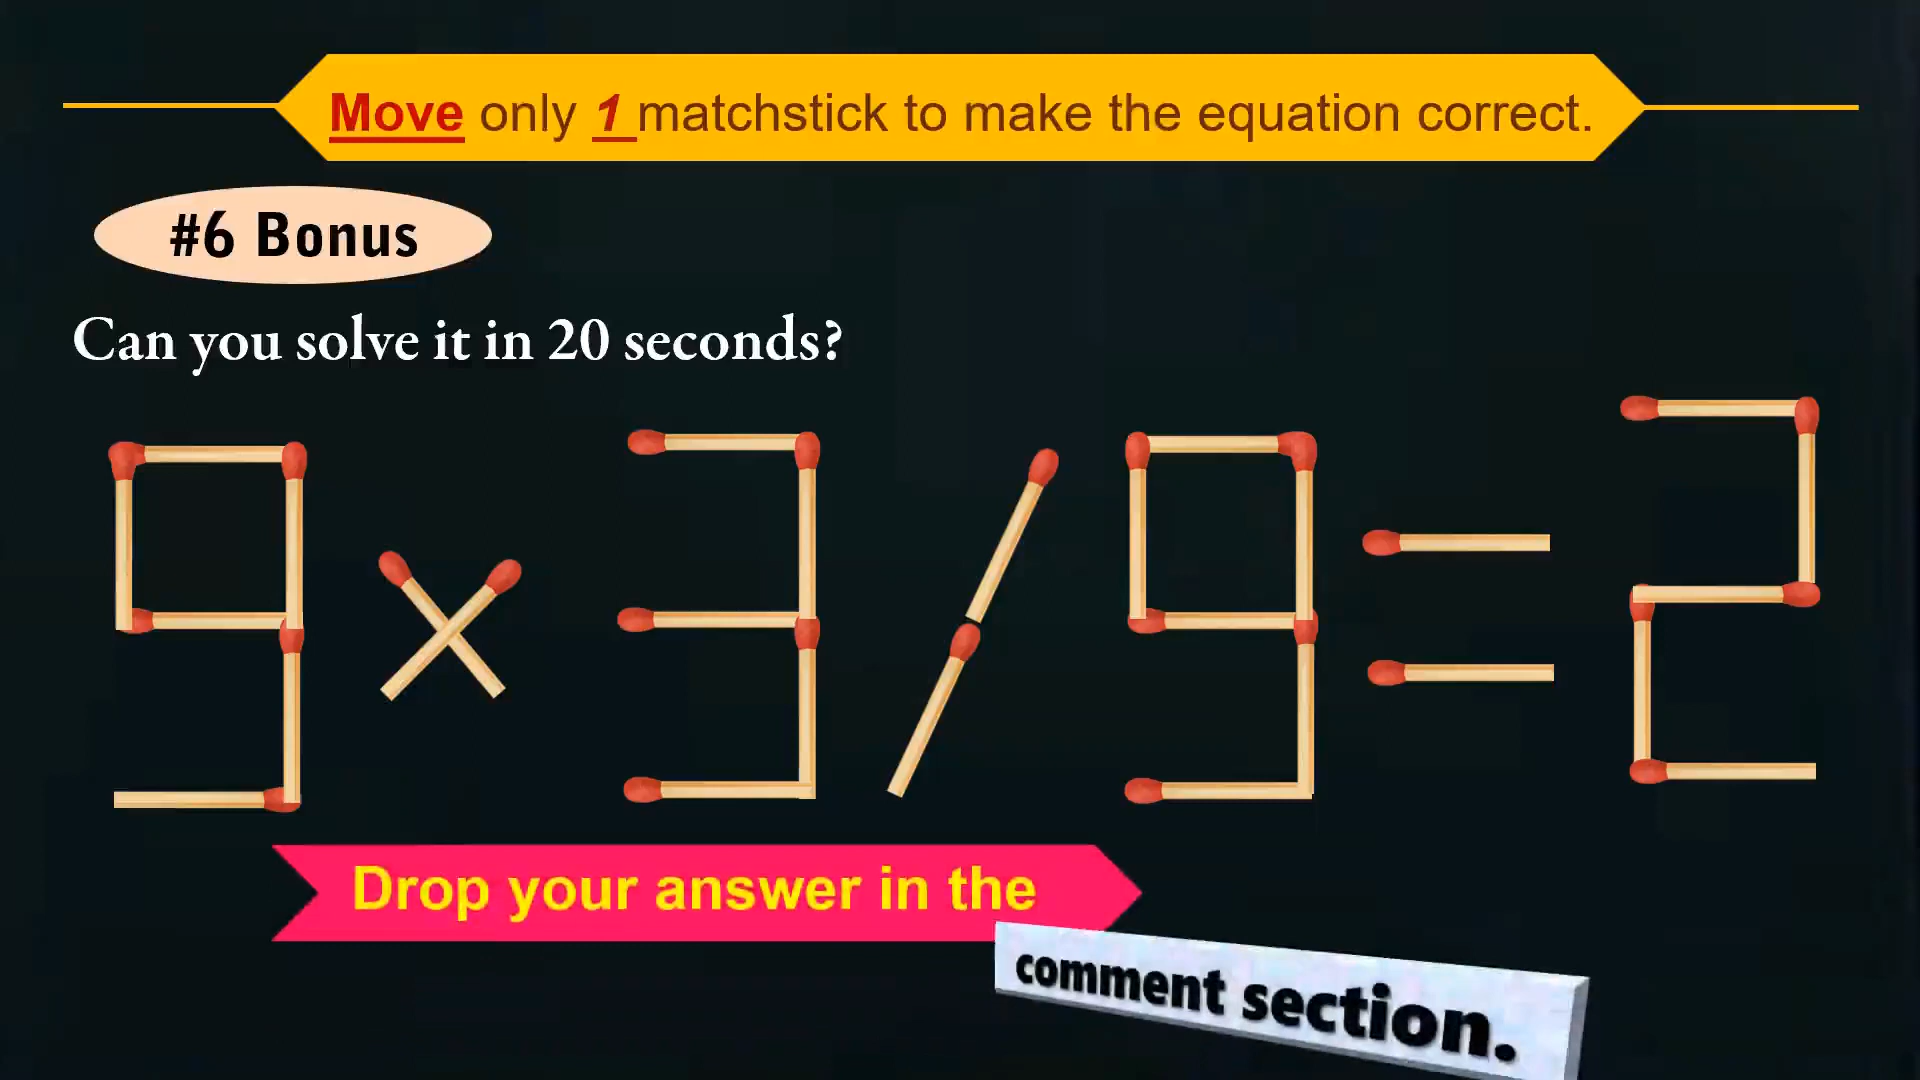 Move only 1 matchstick to make the equation correct.
#6 Bonus
Can you solve it in 20 seconds?
9 × 3 / 9 = 2
Drop your answer in the
comment section.